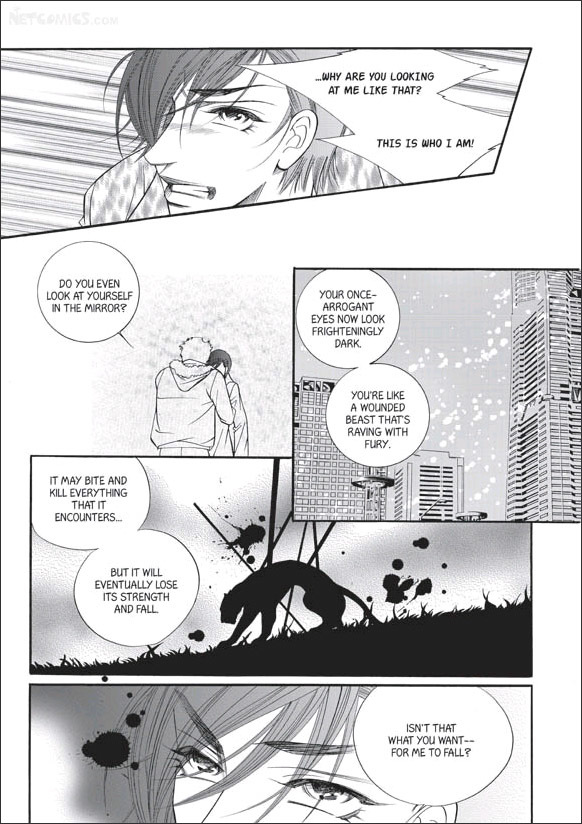 NETCOMICS.COM
...WHY ARE YOU LOOKING
AT ME LIKE THAT?
THIS IS WHO I AM!
DO YOU EVEN
LOOK AT YOURSELF
IN THE MIRROR?
YOUR ONCE-
ARROGANT
EYES NOW LOOK
FRIGHTENINGLY
DARK.
YOU'RE LIKE
A WOUNDED
BEAST THAT'S
RAVING WITH
FURY.
IT MAY BITE AND
KILL EVERYTHING
THAT IT
ENCOUNTERS...
BUT IT WILL
EVENTUALLY LOSE
ITS STRENGTH
AND FALL.
ISN'T THAT
WHAT YOU WANT--
FOR ME TO FALL?